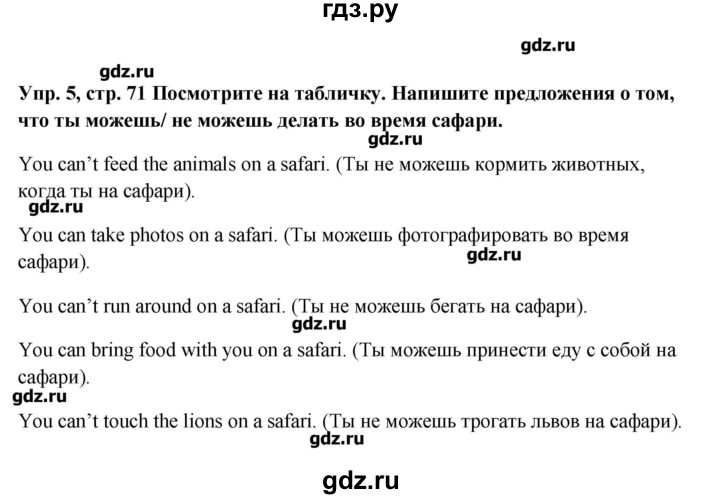 гдз.ру
gdz.ru
gdz.ru
Упр. 5, стр. 71 Посмотрите на табличку. Напишите предложения о том,
что ты можешь/ не можешь делать во время сафари.
gdz.ru
You can't feed the animals on a safari. (Ты не можешь кормить животных,
когда ты на сафари).
gdz.ru
You can take photos on a safari. (Ты можешь фотографировать во время
сафари).
gdz.ru
You can't run around on a safari. (Ты не можешь бегать на сафари).
gdz.ru
You can bring food with you on a safari. (Ты можешь принести еду с собой на
сафари).
gdz.ru
You can't touch the lions on a safari. (Ты не можешь трогать львов на сафари).
gdz.ru
gdz.ru